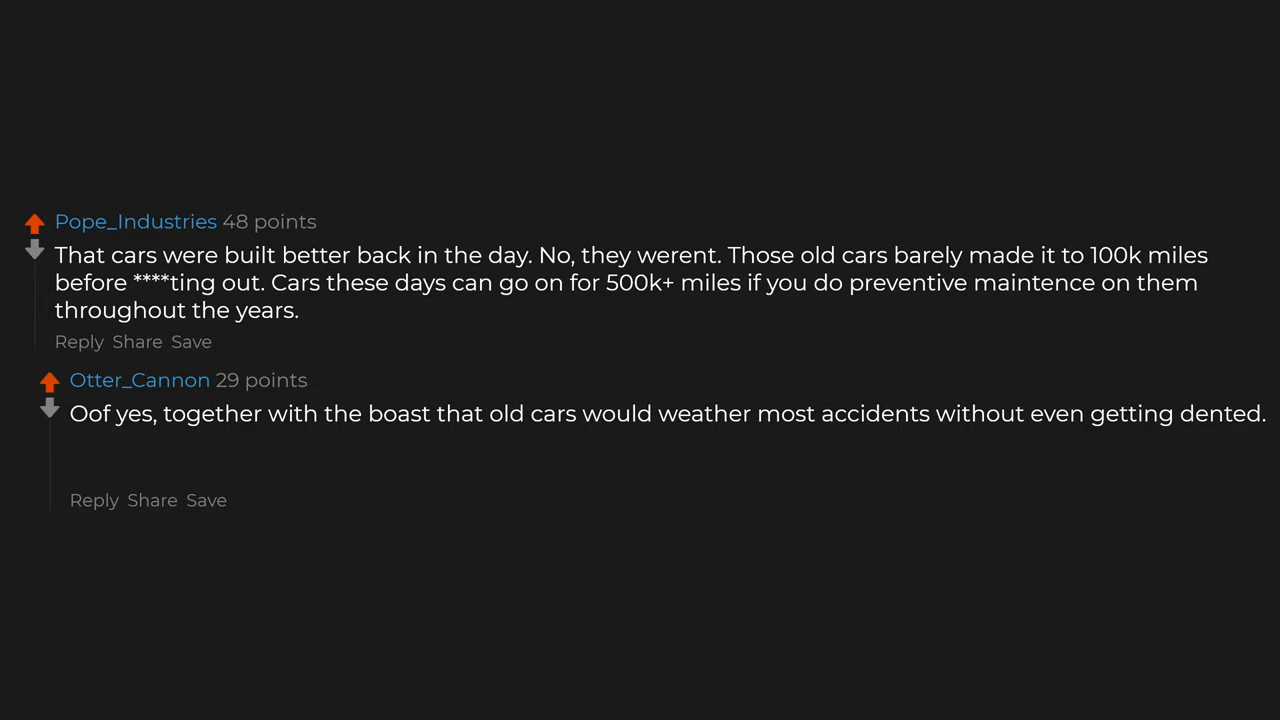 Pope_Industries 48 points
That cars were built better back in the day. No, they werent. Those old cars barely made it to 100k miles
before ****ting out. Cars these days can go on for 500k+ miles if you do preventive maintence on them
throughout the years.
Reply Share Save
Otter_Cannon 29 points
Oof yes, together with the boast that old cars would weather most accidents without even getting dented.
Reply Share Save